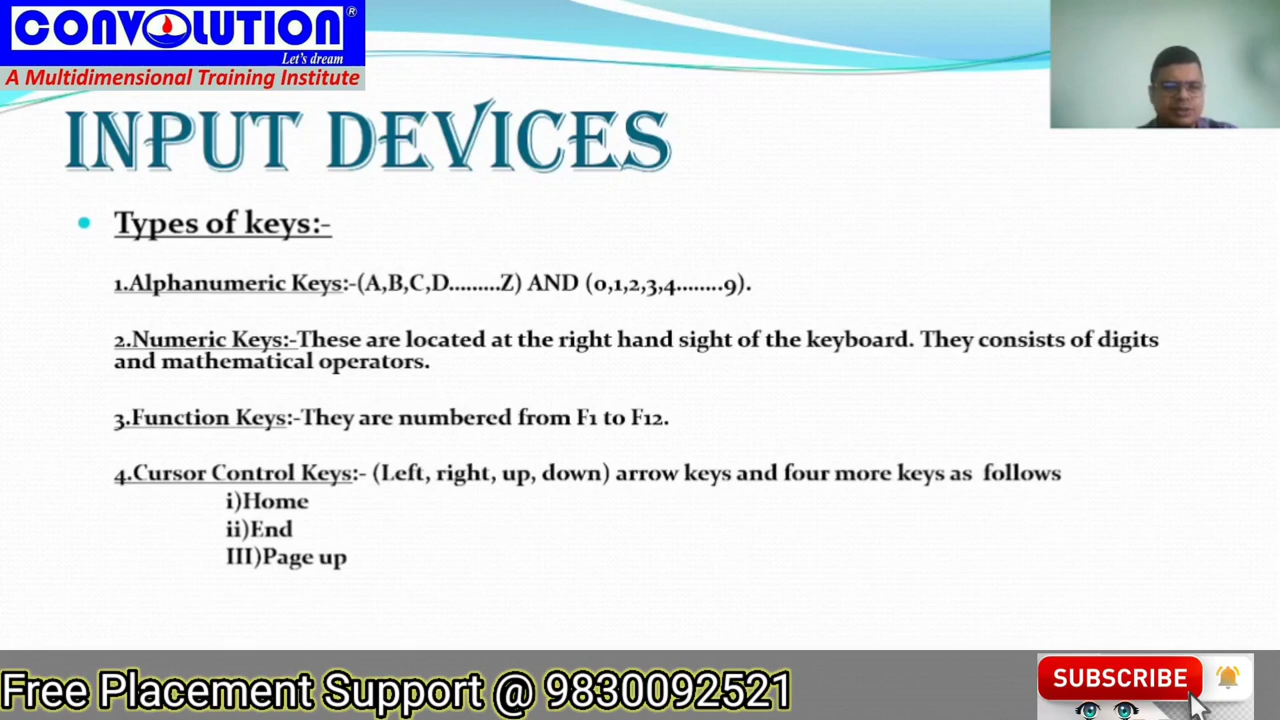 CONVOLUTION®
Let's dream
A Multidimensional Training Institute
INPUT DEVICES
Types of keys:-
1.Alphanumeric Keys:-(A,B,C,D.........Z) AND (0,1,2,3,4........9).
2.Numeric Keys:-These are located at the right hand sight of the keyboard. They consists of digits
and mathematical operators.
3.Function Keys:-They are numbered from F1 to F12.
4.Cursor Control Keys:- (Left, right, up, down) arrow keys and four more keys as follows
i)Home
ii)End
III)Page up
Free Placement Support @ 9830092521
SUBSCRIBE